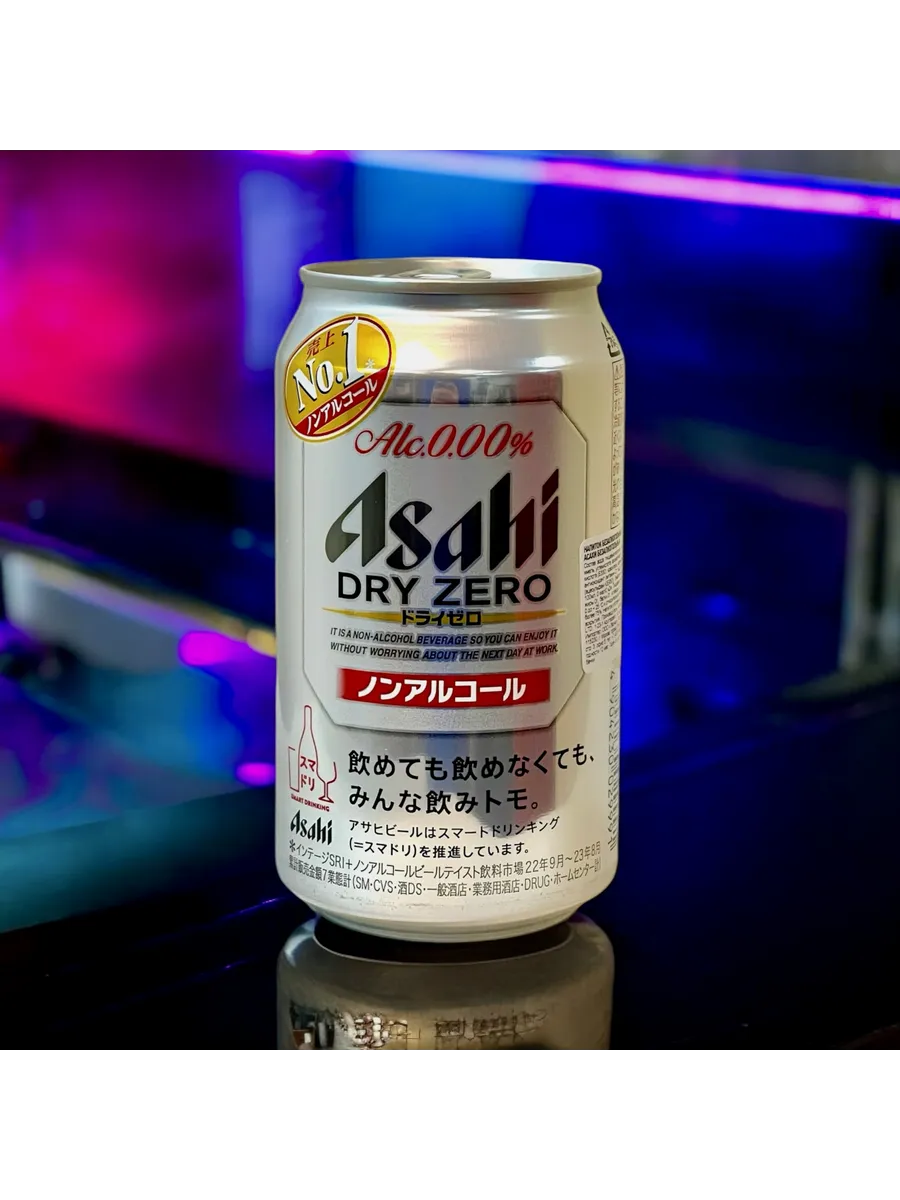 売上
No.1*
ノンアルコール
Alc.0.00%
Asahi
DRY ZERO
ドライゼロ
IT IS A NON-ALCOHOL BEVERAGE SO YOU CAN ENJOY IT
WITHOUT WORRYING ABOUT THE NEXT DAY AT WORK.
ノンアルコール
スマ
ドリ
SMART DRINKING
Asahi
飲めても飲めなくても、
みんな飲みトモ。
アサヒビールはスマートドリンキング
(=スマドリ)を推進しています。
*インテージSRI+ノンアルコールビールテイスト飲料市場22年9月〜23年8月
累計販売金額7業態計(SM・CVS・酒DS・一般酒店・業務用酒店・DRUG・ホームセンター計)